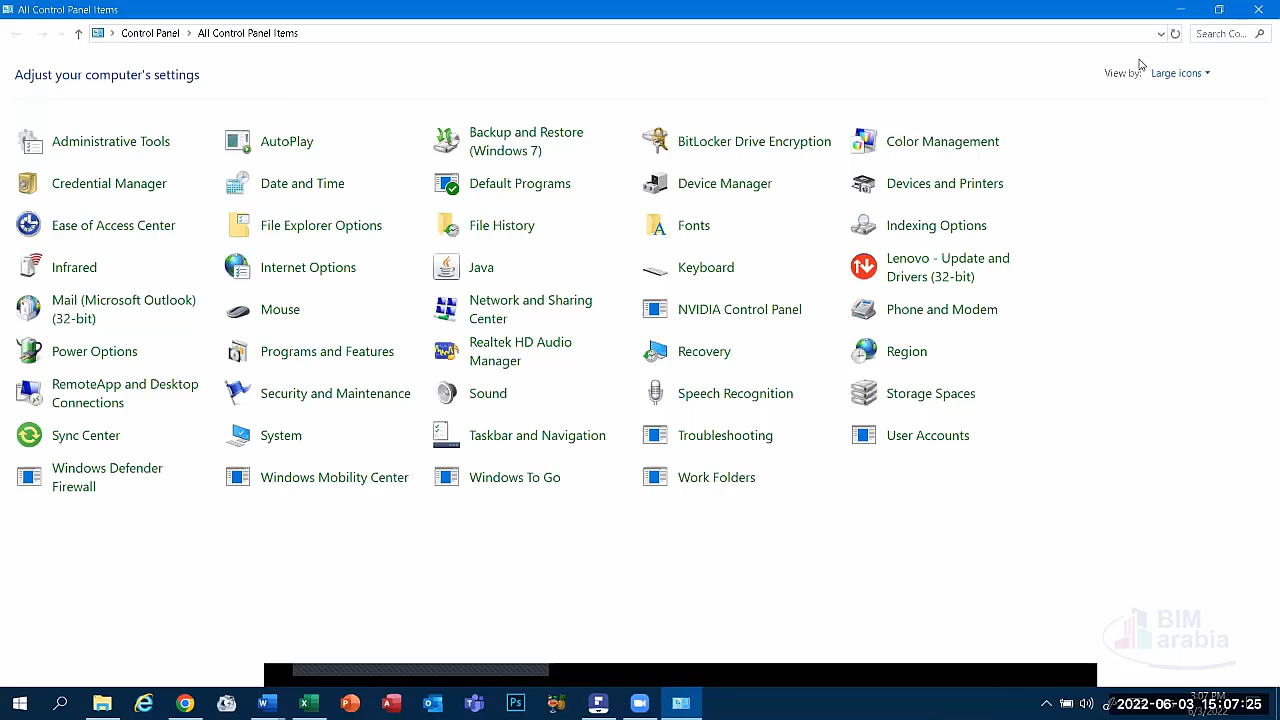 All Control Panel Items
Control Panel > All Control Panel Items
Search Co...
Adjust your computer's settings
View by: Large icons
Administrative Tools
AutoPlay
Backup and Restore
(Windows 7)
BitLocker Drive Encryption
Color Management
Credential Manager
Date and Time
Default Programs
Device Manager
Devices and Printers
Ease of Access Center
File Explorer Options
File History
Fonts
Indexing Options
Infrared
Internet Options
Java
Keyboard
Lenovo - Update and
Drivers (32-bit)
Mail (Microsoft Outlook)
(32-bit)
Mouse
Network and Sharing
Center
NVIDIA Control Panel
Phone and Modem
Power Options
Programs and Features
Realtek HD Audio
Manager
Recovery
Region
RemoteApp and Desktop
Connections
Security and Maintenance
Sound
Speech Recognition
Storage Spaces
Sync Center
System
Taskbar and Navigation
Troubleshooting
User Accounts
Windows Defender
Firewall
Windows Mobility Center
Windows To Go
Work Folders
BIM
arabia
Ps
3:07 PM
2022-06-03 15:07:25
6/3/2022